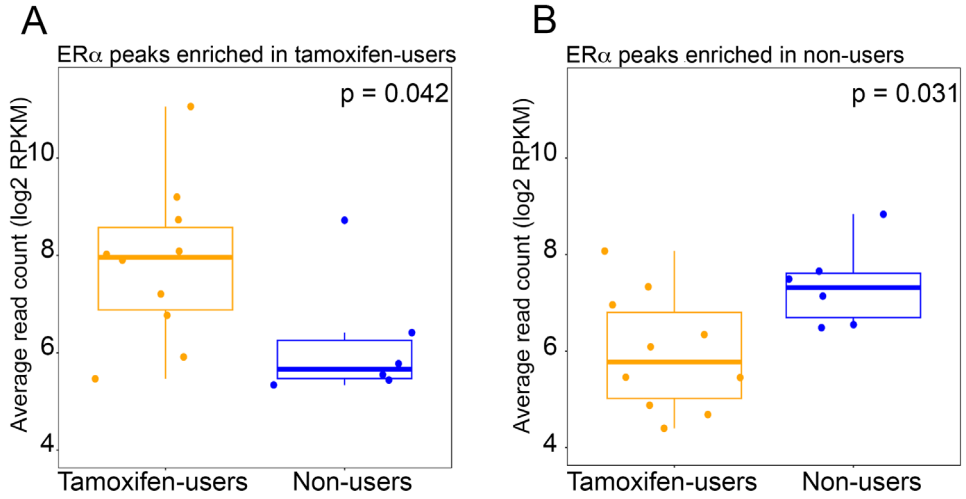 A
ERα peaks enriched in tamoxifen-users
p = 0.042
Average read count (log2 RPKM)
10
8
6
4
Tamoxifen-users
Non-users
B
ERα peaks enriched in non-users
p = 0.031
Average read count (log2 RPKM)
10
8
6
4
Tamoxifen-users
Non-users